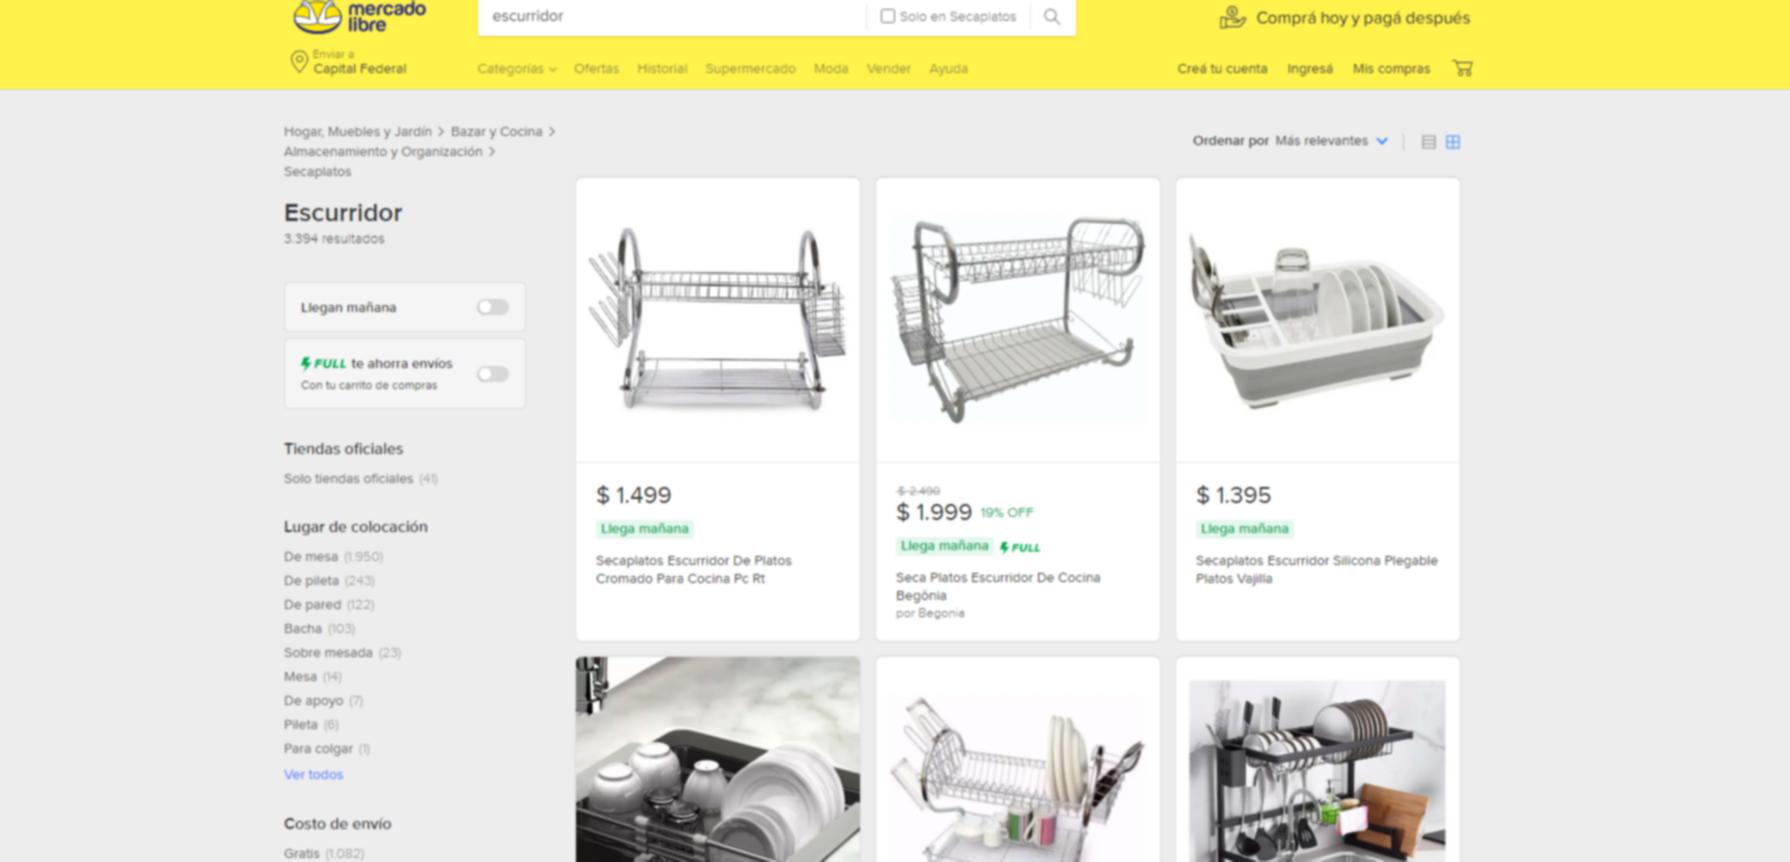 mercado
libre
escurridor
Solo en Secaplatos
Comprá hoy y pagá después
Enviar a
Capital Federal
Categorías
Ofertas
Historial
Supermercado
Moda
Vender
Ayuda
Creá tu cuenta
Ingresá
Mis compras
Hogar, Muebles y Jardín > Bazar y Cocina >
Almacenamiento y Organización >
Secaplatos
Ordenar por Más relevantes
Escurridor
3.394 resultados
Llegan mañana
FULL te ahorra envíos
Con tu carrito de compras
Tiendas oficiales
Solo tiendas oficiales (41)
Lugar de colocación
De mesa (1.950)
De pileta (243)
De pared (122)
Bacha (103)
Sobre mesada (23)
Mesa (14)
De apoyo (7)
Pileta (6)
Para colgar (1)
Ver todos
Costo de envío
Gratis (1.082)
$ 1.499
Llega mañana
Secaplatos Escurridor De Platos
Cromado Para Cocina Pc Rt
$ 2.490
$ 1.999 19% OFF
Llega mañana FULL
Seca Platos Escurridor De Cocina
Begónia
por Begonia
$ 1.395
Llega mañana
Secaplatos Escurridor Silicona Plegable
Platos Vajilla